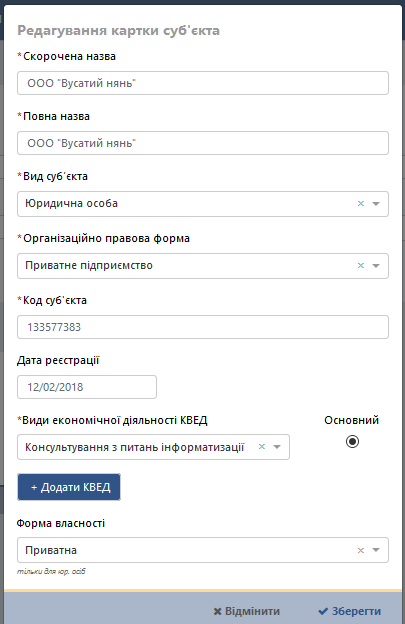 Редагування картки суб'єкта
*Скорочена назва
ООО "Вусатий нянь"
*Повна назва
ООО "Вусатий нянь"
*Вид суб'єкта
Юридична особа
*Організаційно правова форма
Приватне підприємство
*Код суб'єкта
133577383
Дата реєстрації
12/02/2018
*Види економічної діяльності КВЕД Основний
Консультування з питань інформатизації
+ Додати КВЕД
Форма власності
Приватна
тільки для юр. осіб
Відмінити Зберегти